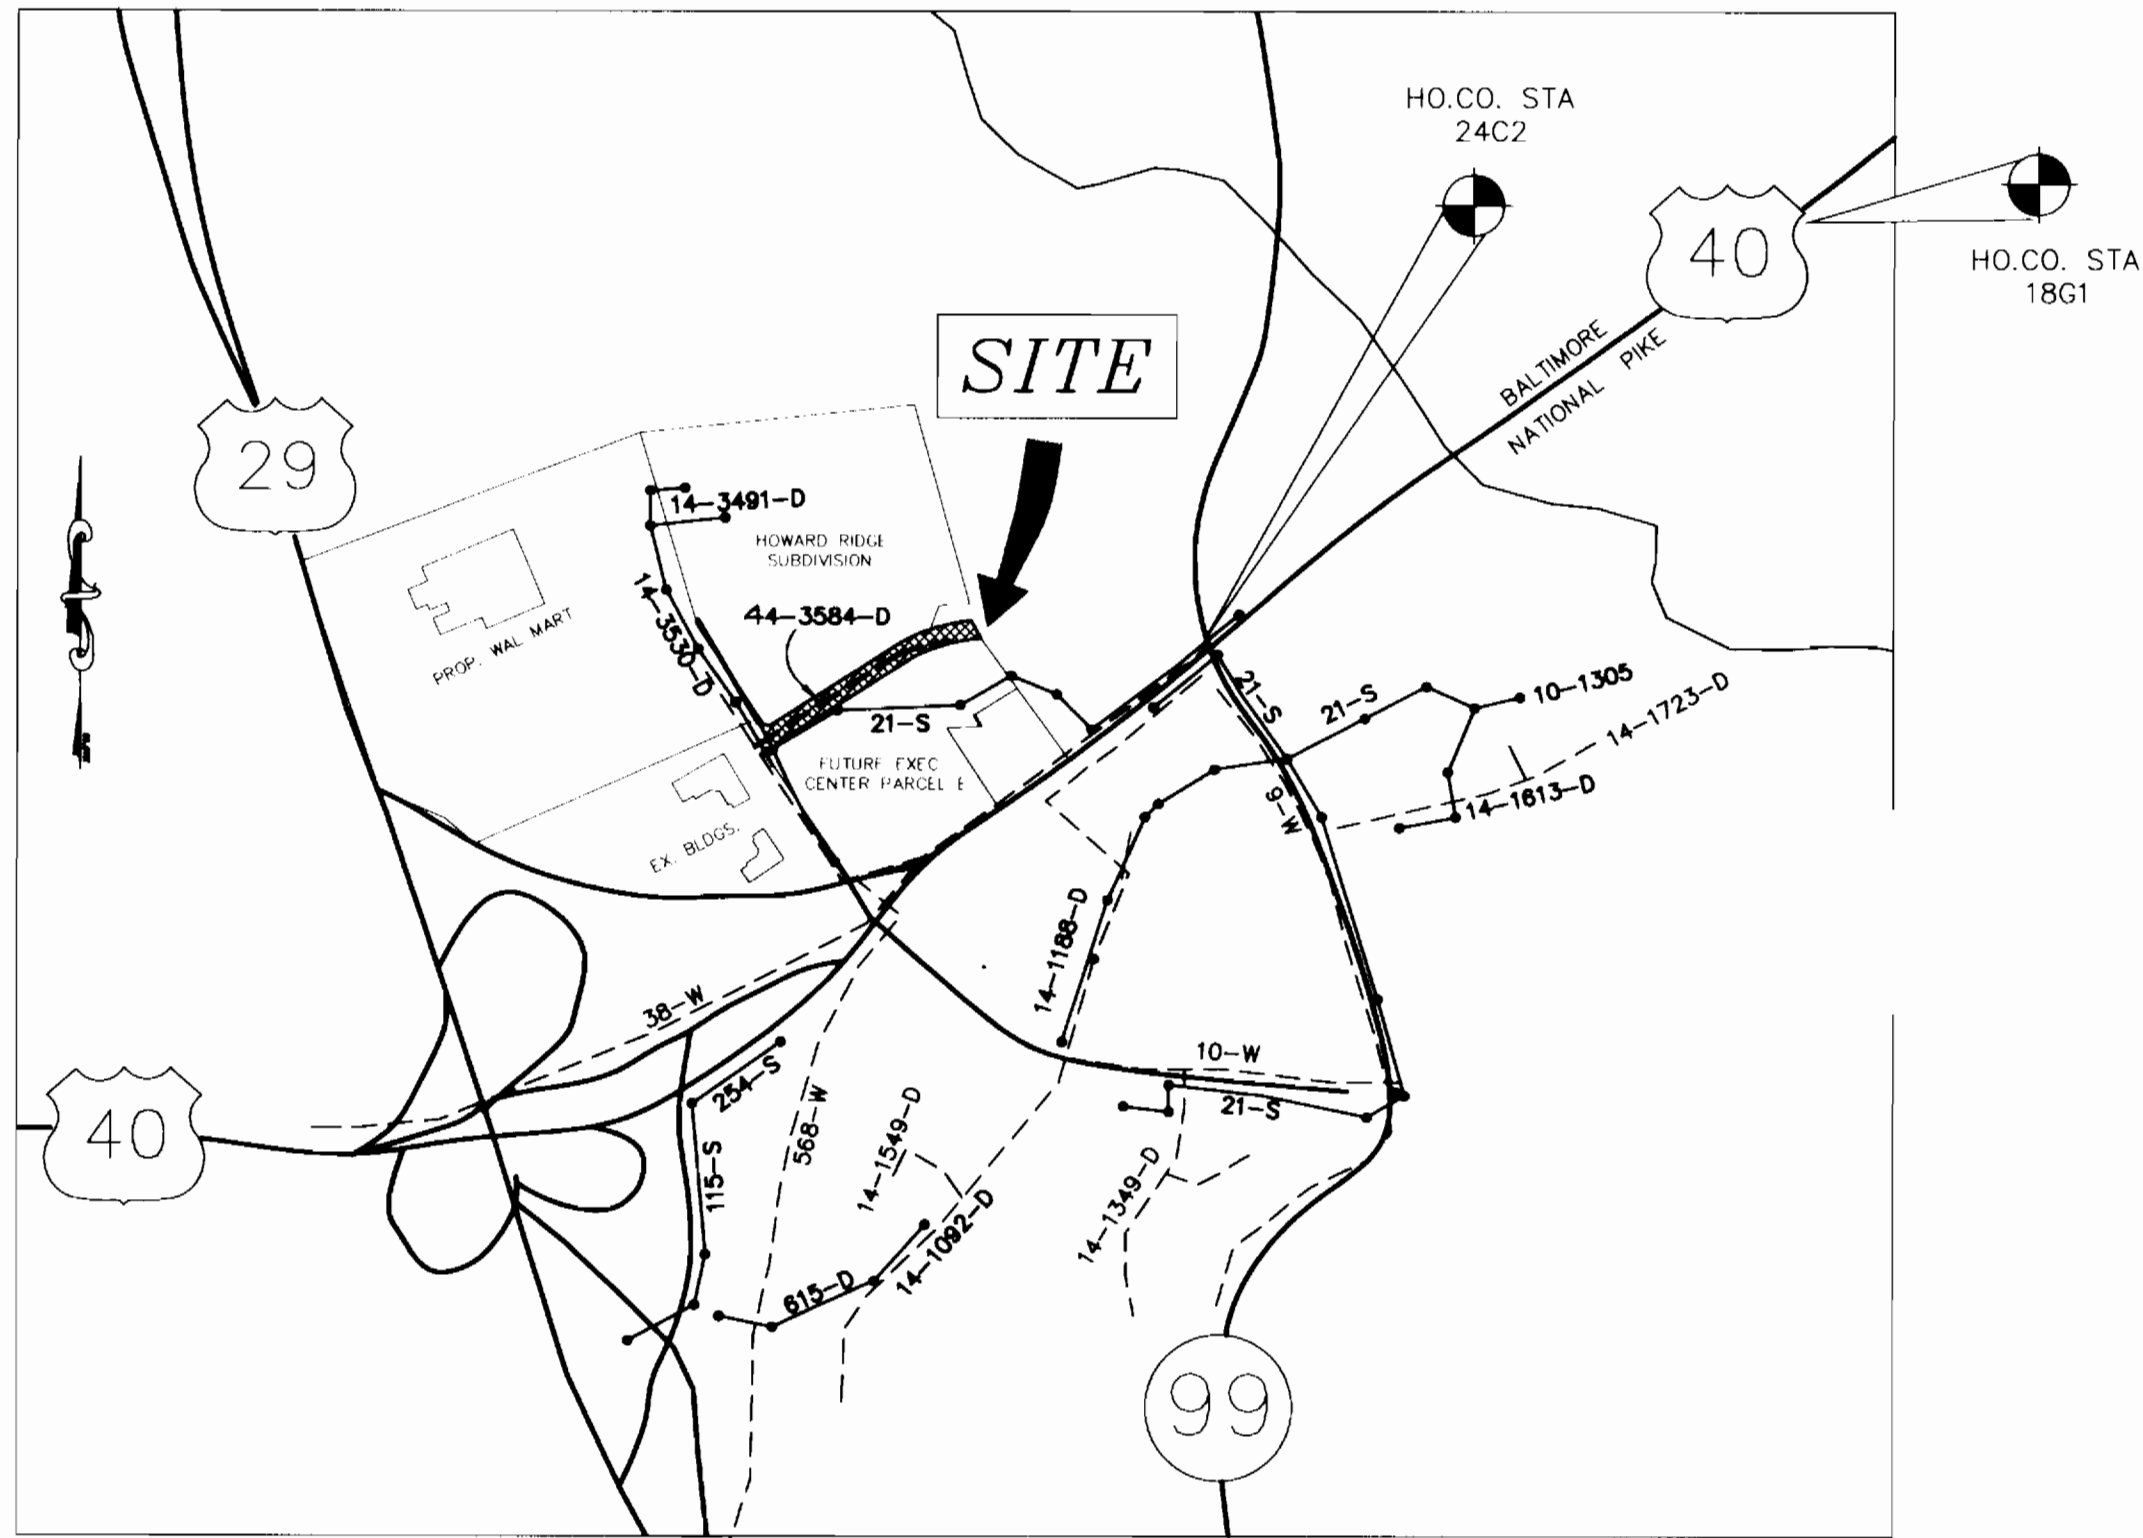 HO.CO. STA
24C2
40
HO.CO. STA
18G1
BALTIMORE
NATIONAL PIKE
SITE
29
14-3491-D
HOWARD RIDGE
SUBDIVISION
14-3530-D
44-3584-D
PROP. WAL MART
21-S
21-S
21-S
10-1305
14-1723-D
FUTURE EXEC
CENTER PARCEL E
14-1613-D
9-W
EX. BLDGS.
14-1188-D
38-W
10-W
254-S
21-S
40
568-W
14-1549-D
115-S
14-1349-D
14-1092-D
615-D
99